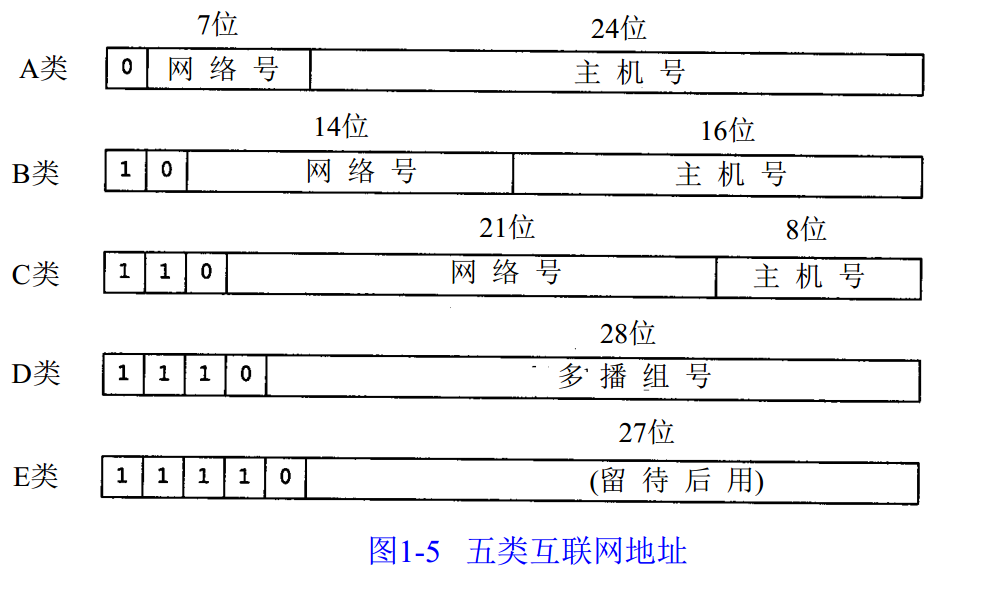 7位 24位
A类 0 网 络 号 主 机 号
14位 16位
B类 1 0 网 络 号 主 机 号
21位 8位
C类 1 1 0 网 络 号 主 机 号
28位
D类 1 1 1 0 多 播 组 号
27位
E类 1 1 1 1 0 (留 待 后 用)
图1-5 五类互联网地址